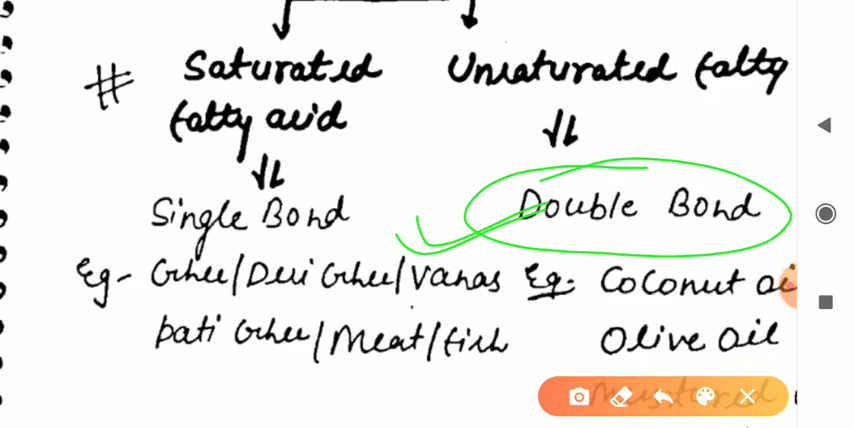 # Saturated Unsaturated fatty
fatty acid
Single Bond Double Bond
Eg- Ghee/Desi Ghee/Vanas Eg:- Coconut oi
pati Ghee/Meat/fish Olive oil
Mustored